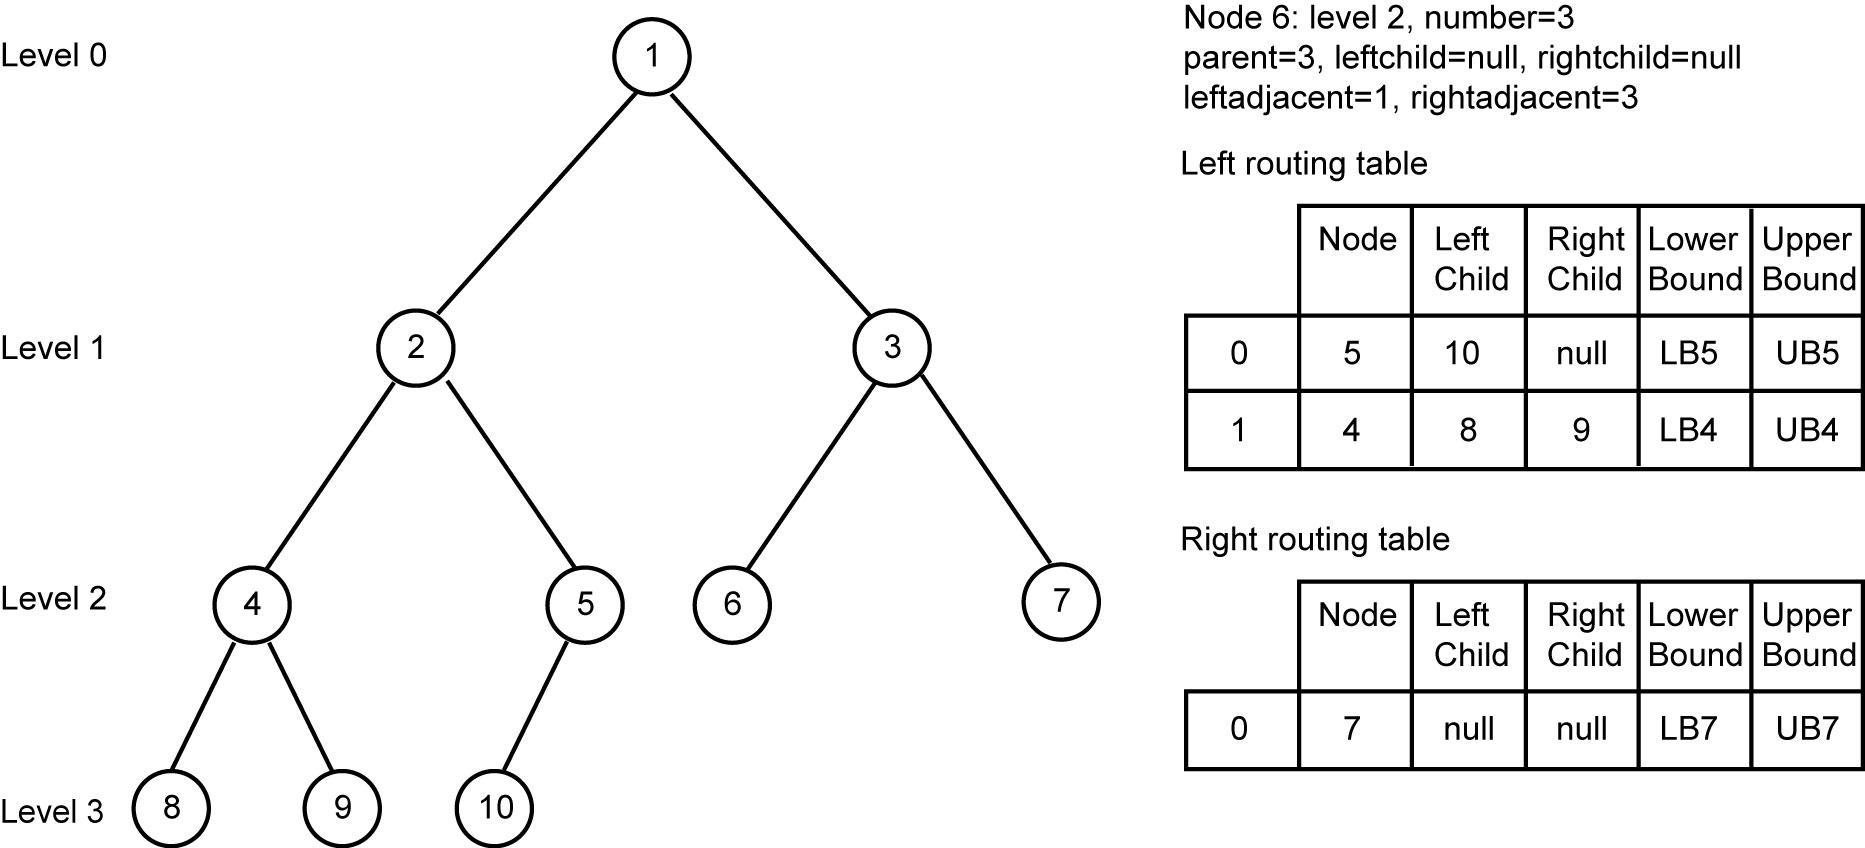 Level 0
1
Level 1
2
3
Level 2
4
5
6
7
Level 3
8
9
10
Node 6: level 2, number=3
parent=3, leftchild=null, rightchild=null
leftadjacent=1, rightadjacent=3
Left routing table
Node Left Right Lower Upper
Child Child Bound Bound
0 5 10 null LB5 UB5
1 4 8 9 LB4 UB4
Right routing table
Node Left Right Lower Upper
Child Child Bound Bound
0 7 null null LB7 UB7